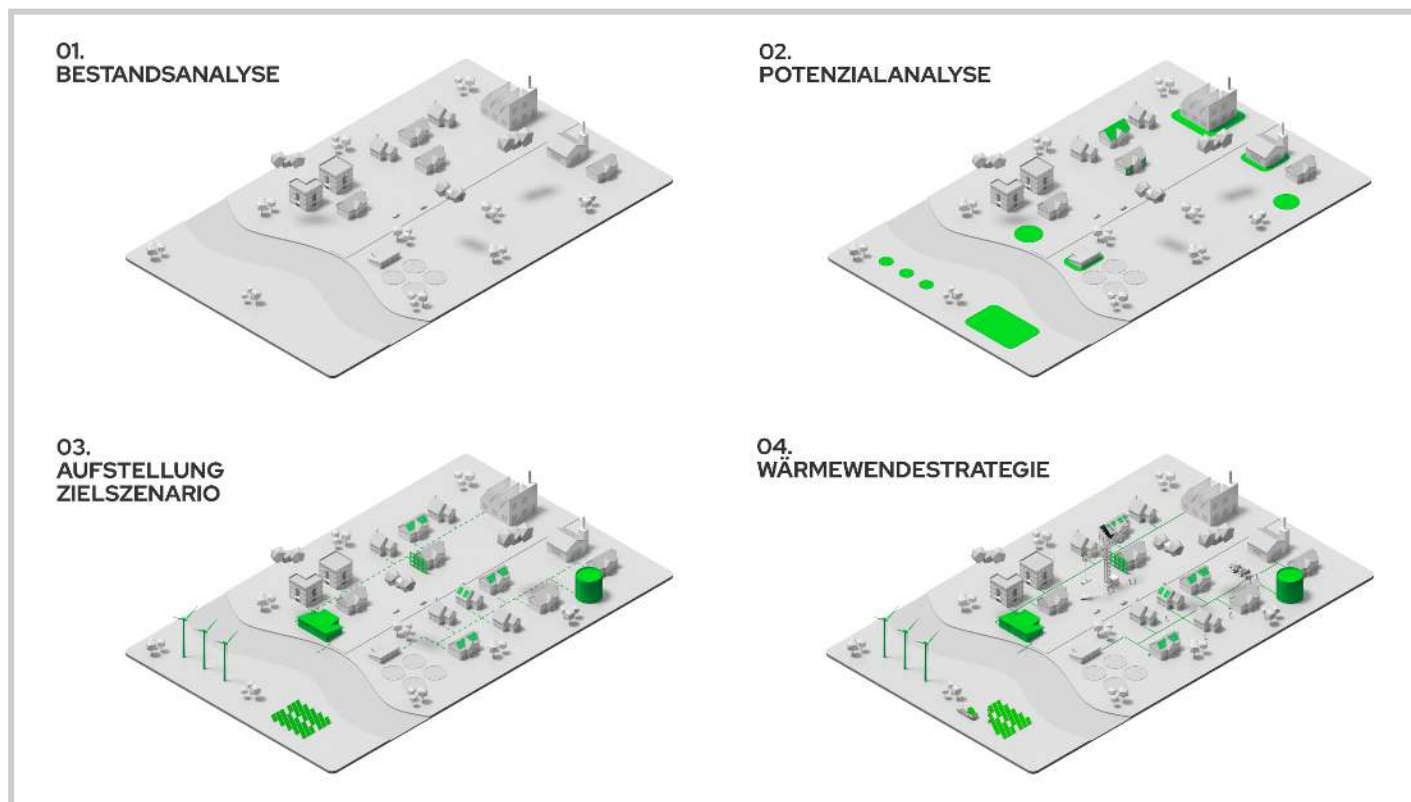 01.
BESTANDSANALYSE
02.
POTENZIALANALYSE
03.
AUFSTELLUNG
ZIELSZENARIO
04.
WÄRMEWENDESTRATEGIE